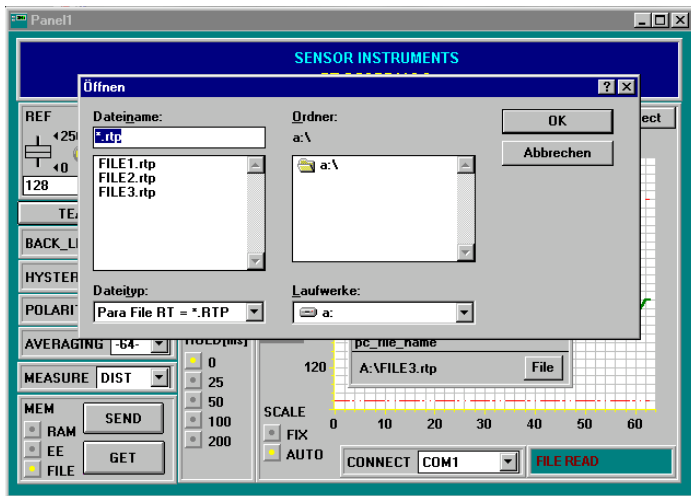 Panel1
SENSOR INSTRUMENTS
Öffnen
REF
Dateiname:
Ordner:
OK
ect
*.rtp
a:\
Abbrechen
0
FILE1.rtp
FILE2.rtp
FILE3.rtp
a:\
128
BACK_LI
HYSTER
Dateityp:
Laufwerke:
POLARI
Para File RT = *.RTP
a:
AVERAGING -64-
HOLD[ms]
pc_file_name
0
120
A:\FILE3.rtp
File
MEASURE DIST
25
50
MEM
SEND
100
SCALE
0 10 20 30 40 50 60
RAM
200
FIX
EE
GET
AUTO
CONNECT COM1
FILE READ
FILE